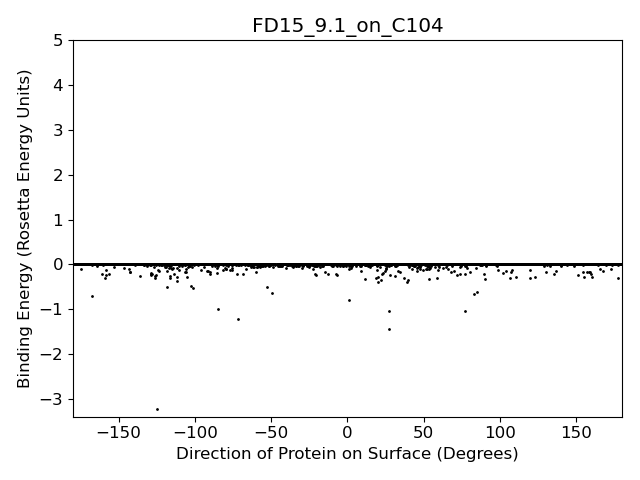 FD15_9.1_on_C104
Binding Energy (Rosetta Energy Units)
5
4
3
2
1
0
−1
−2
−3
−150 −100 −50 0 50 100 150
Direction of Protein on Surface (Degrees)